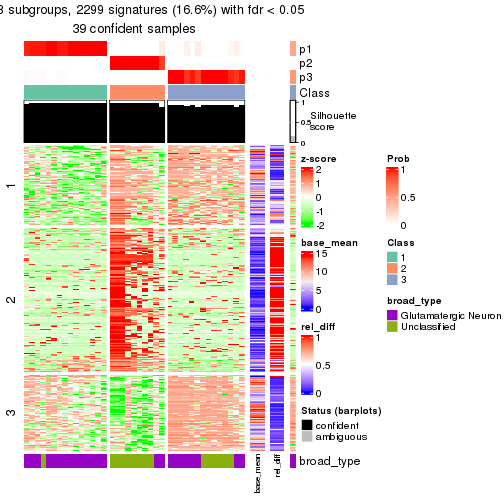 3 subgroups, 2299 signatures (16.6%) with fdr < 0.05
39 confident samples
p1
p2
p3
Class
1
0.5
0
Silhouette
score
1
2
3
z-score
2
1
0
-1
-2
base_mean
15
10
5
0
rel_diff
1
0.5
0
Status (barplots)
confident
ambiguous
Prob
1
0.5
0
Class
1
2
3
broad_type
Glutamatergic Neuron
Unclassified
broad_type
base_mean
rel_diff